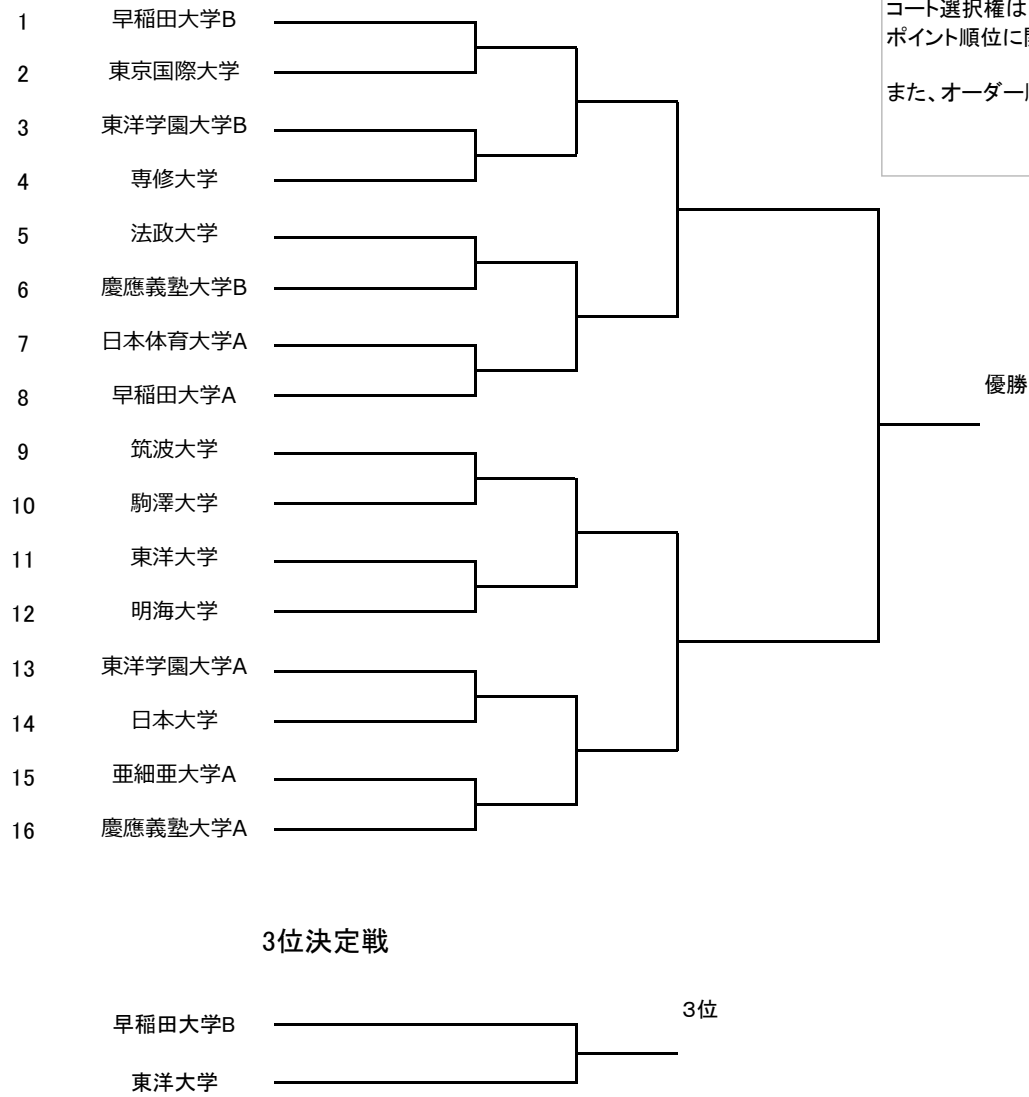 コート選択権は
ポイント順位に
また、オーダー
1 早稲田大学B
2 東京国際大学
3 東洋学園大学B
4 専修大学
5 法政大学
6 慶應義塾大学B
7 日本体育大学A
8 早稲田大学A
9 筑波大学
10 駒澤大学
11 東洋大学
12 明海大学
13 東洋学園大学A
14 日本大学
15 亜細亜大学A
16 慶應義塾大学A
優勝
3位決定戦
早稲田大学B
東洋大学
3位